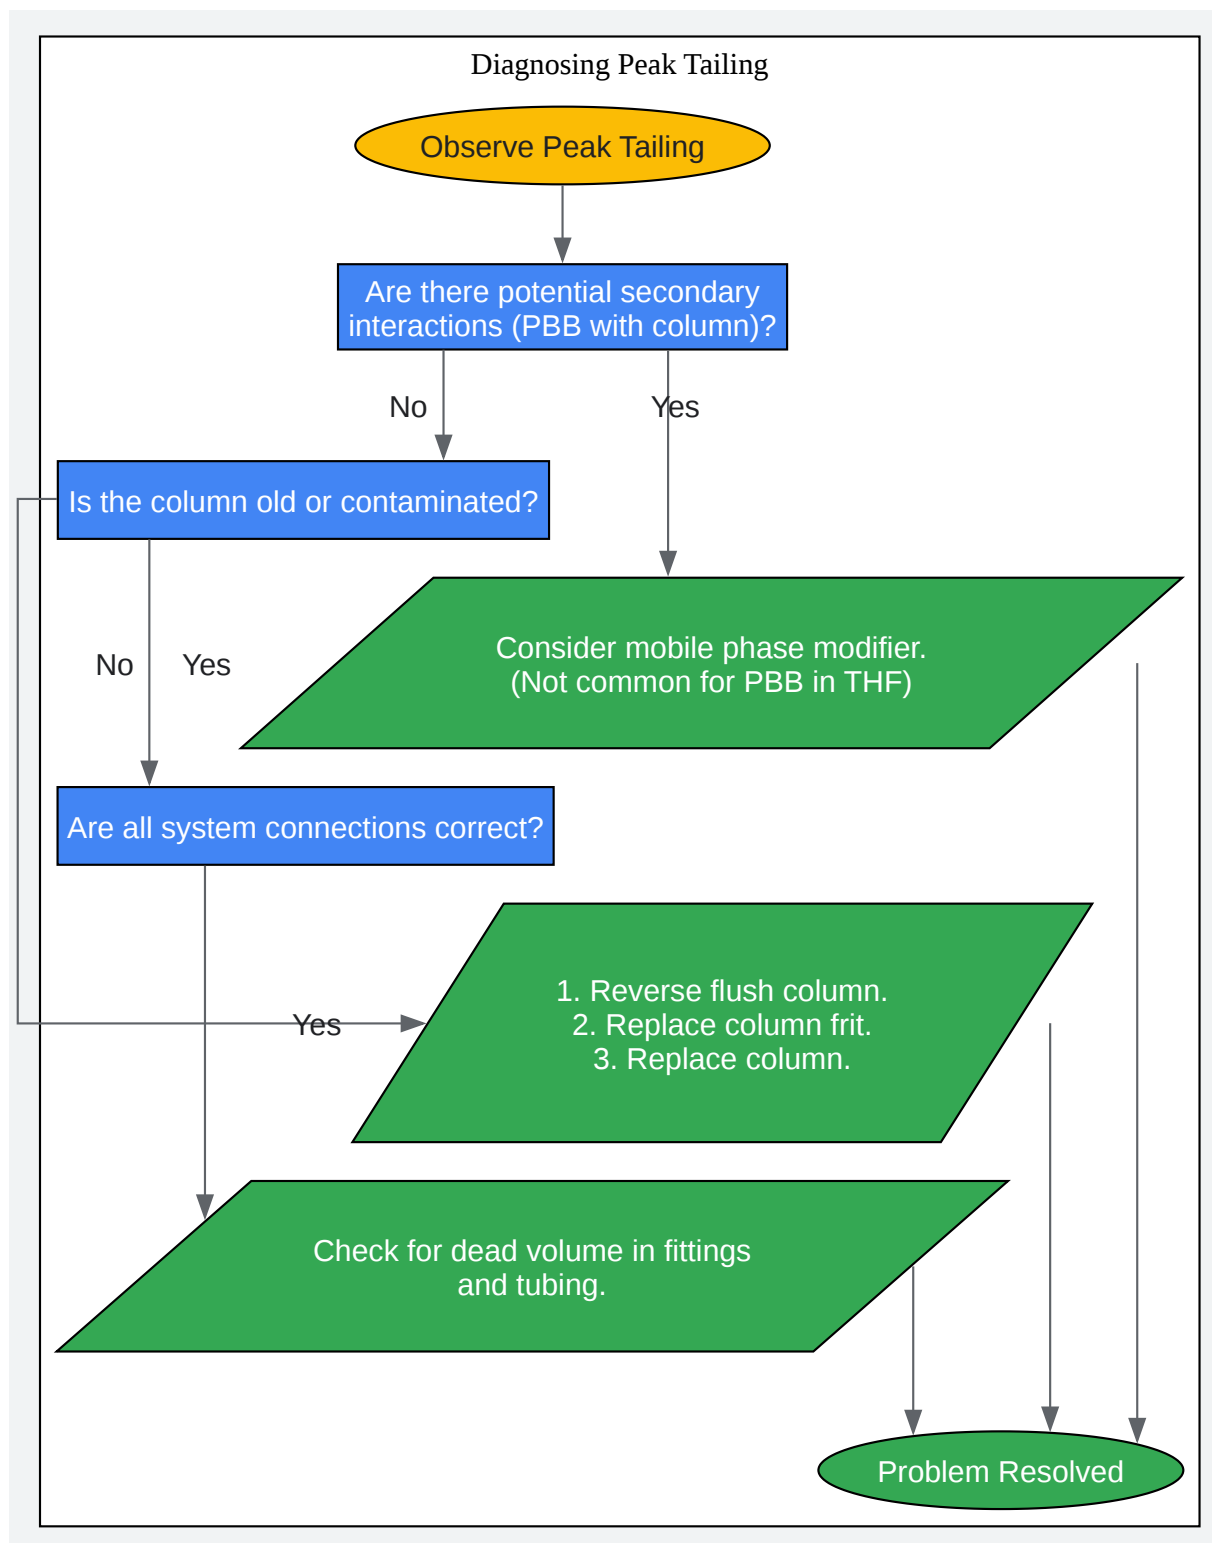 Diagnosing Peak Tailing
Observe Peak Tailing
Are there potential secondary
interactions (PBB with column)?
No
Yes
Is the column old or contaminated?
Consider mobile phase modifier.
(Not common for PBB in THF)
No
Yes
Are all system connections correct?
1. Reverse flush column.
2. Replace column frit.
3. Replace column.
Yes
Check for dead volume in fittings
and tubing.
Problem Resolved